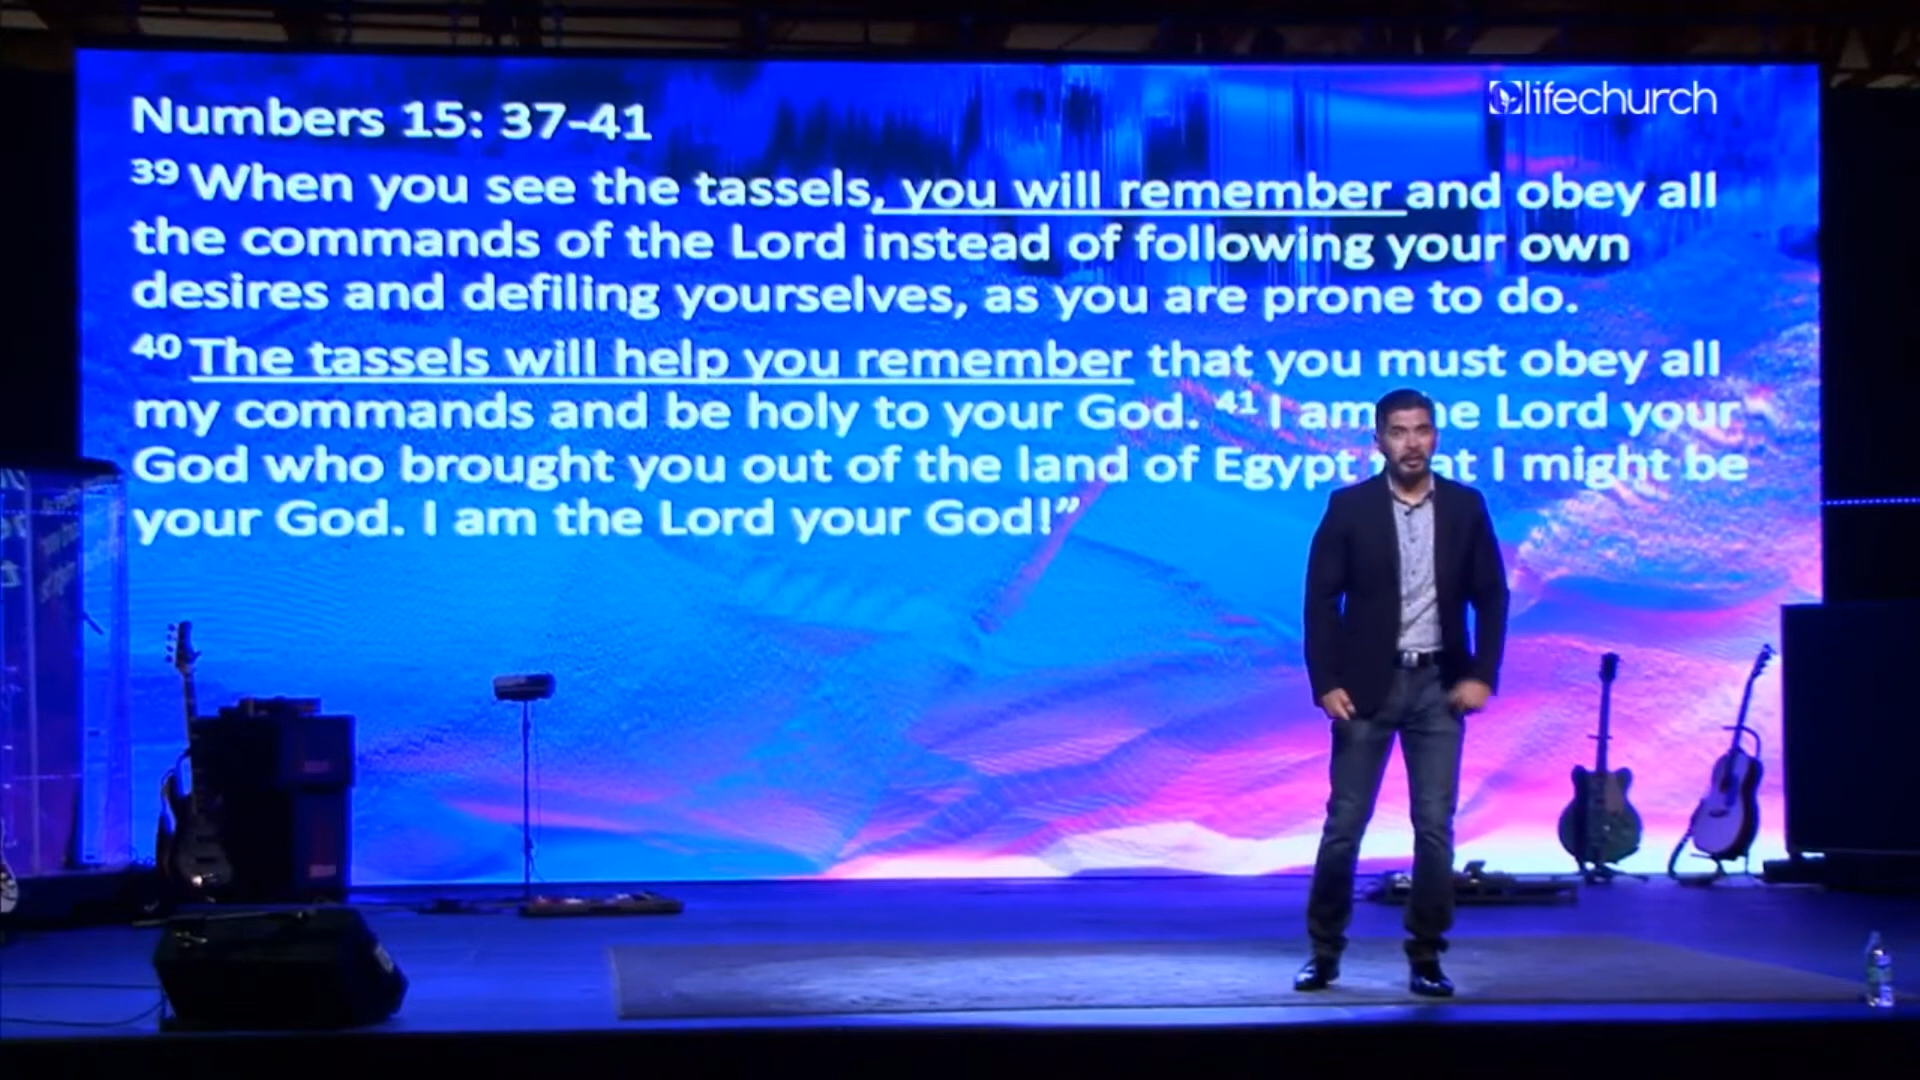 lifechurch
Numbers 15: 37-41
39 When you see the tassels, you will remember and obey all
the commands of the Lord instead of following your own
desires and defiling yourselves, as you are prone to do.
40 The tassels will help you remember that you must obey all
my commands and be holy to your God. 41 I am Lord your
God who brought you out of the land of Egypt I might be
your God. I am the Lord your God!”